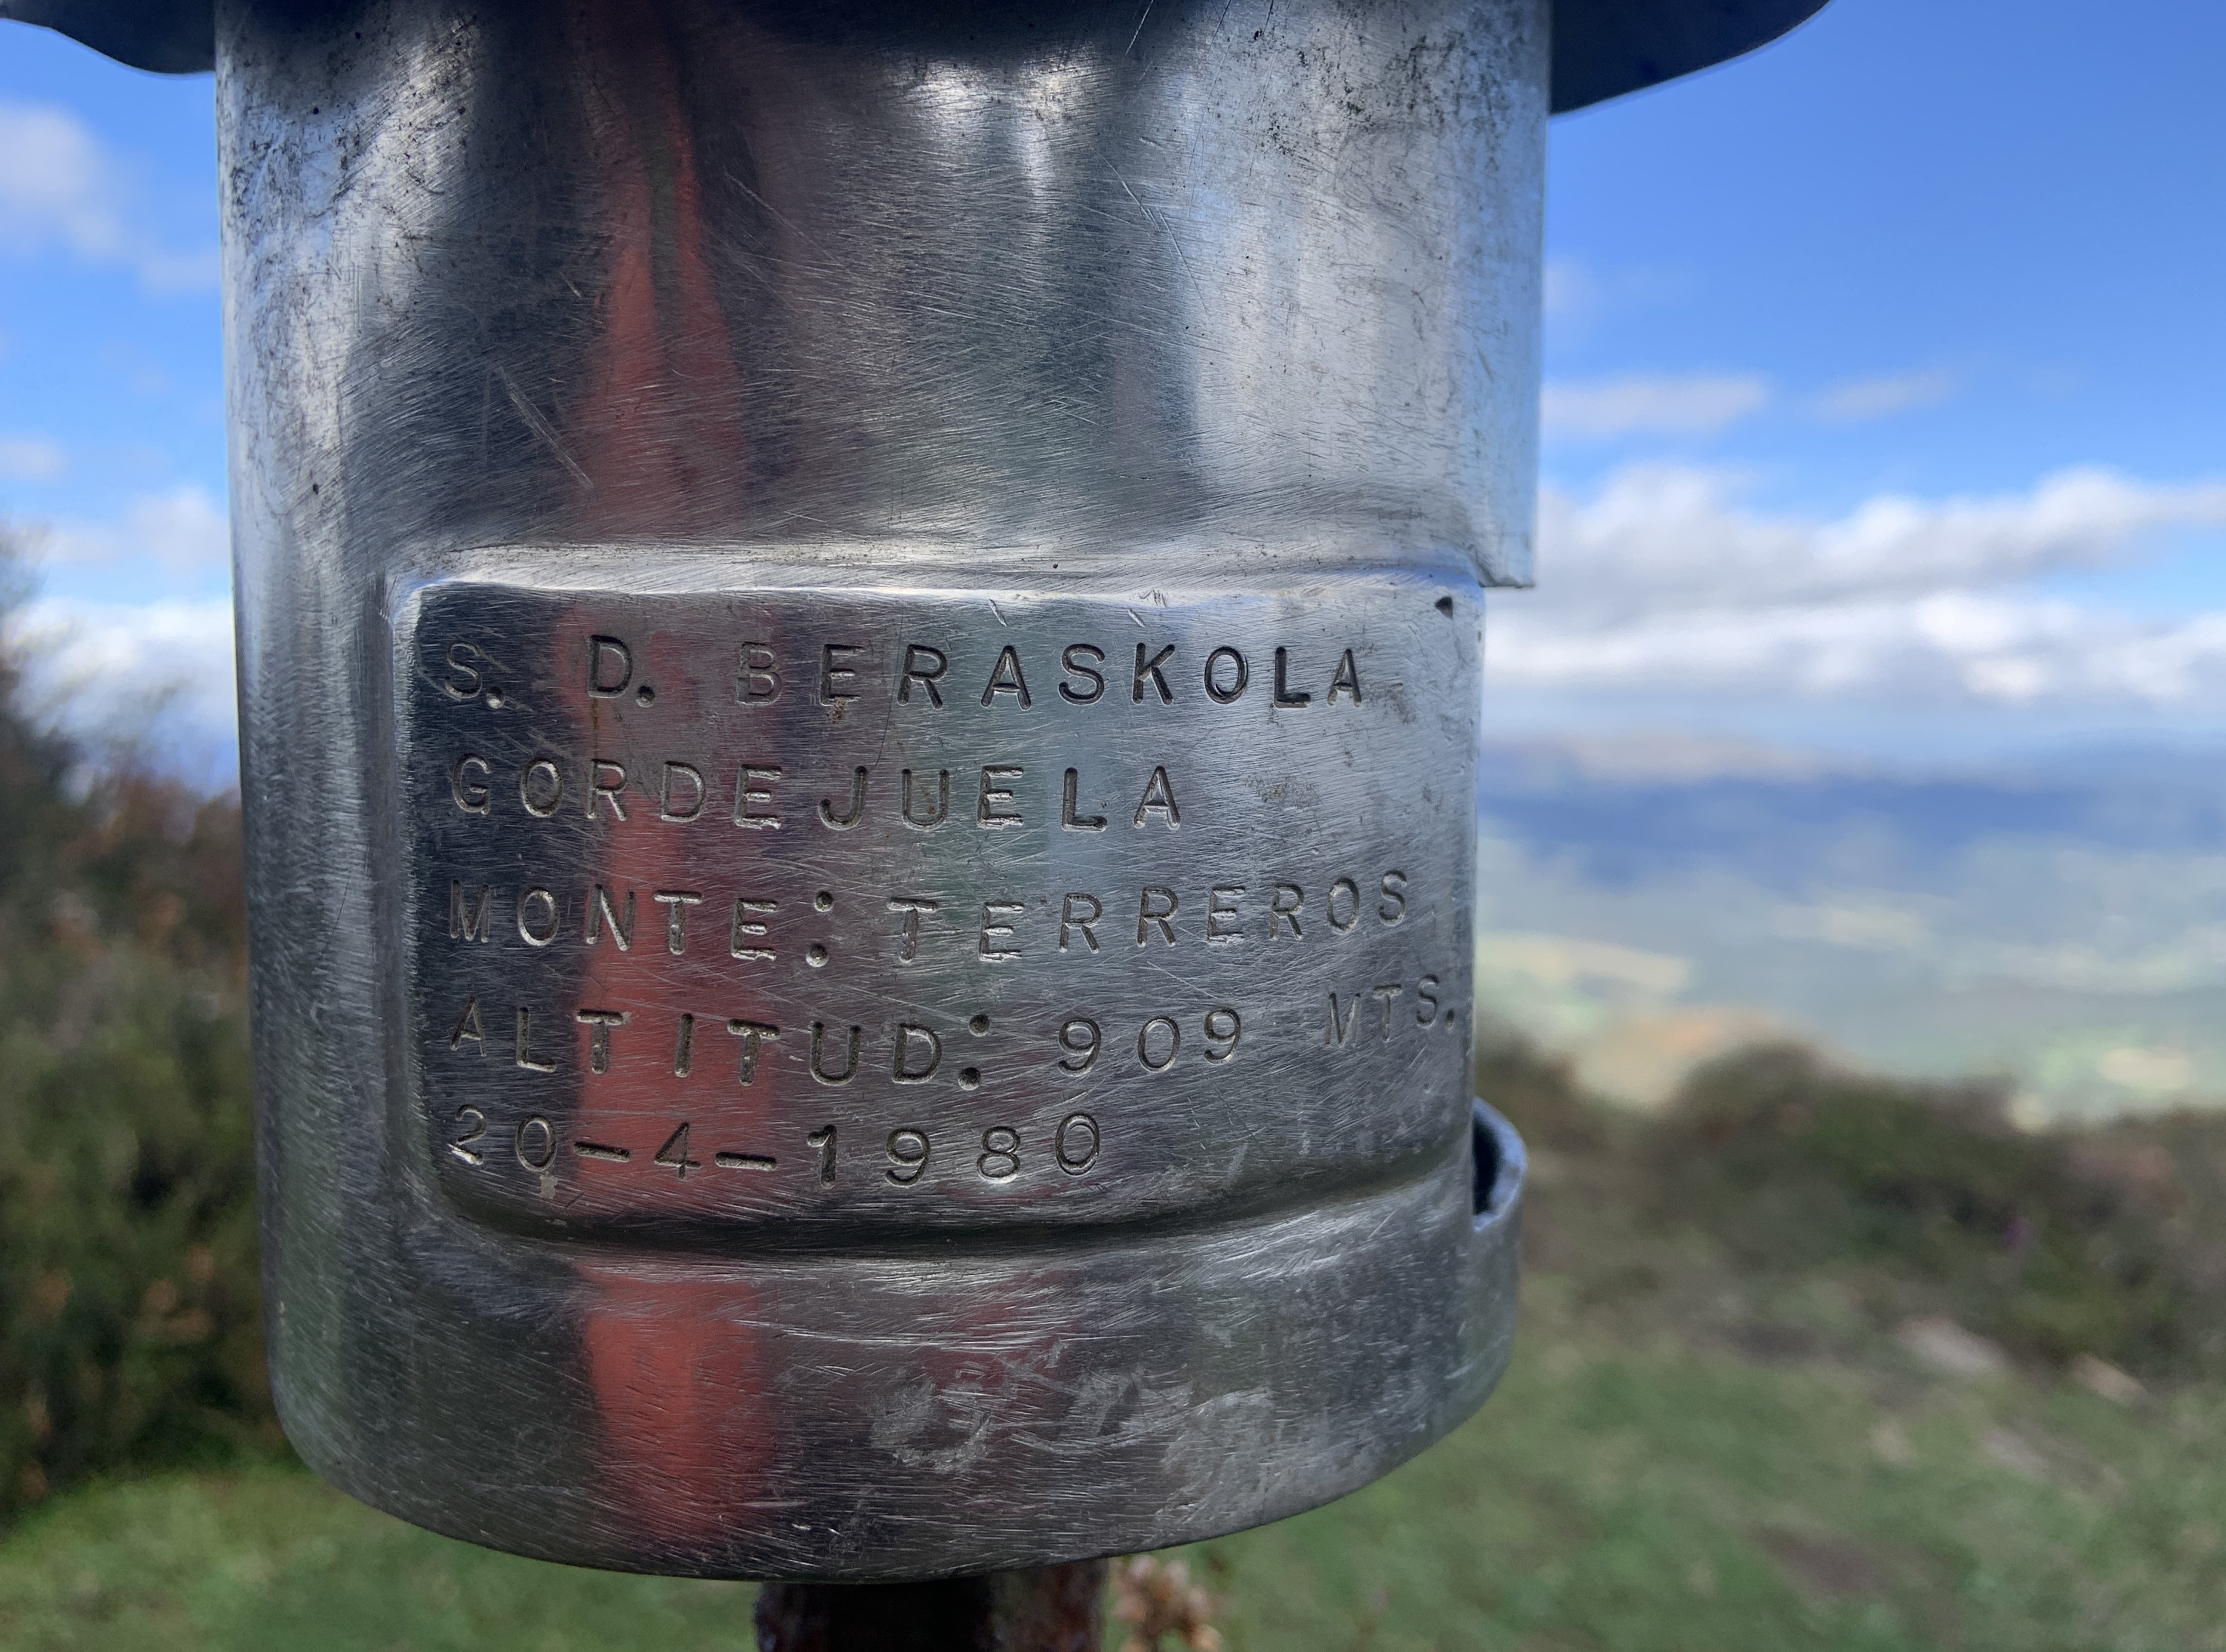 S. D. BERASKOLA
GORDEJUELA
MONTE: TERREROS
ALTITUD: 909 MTS.
20-4-1980